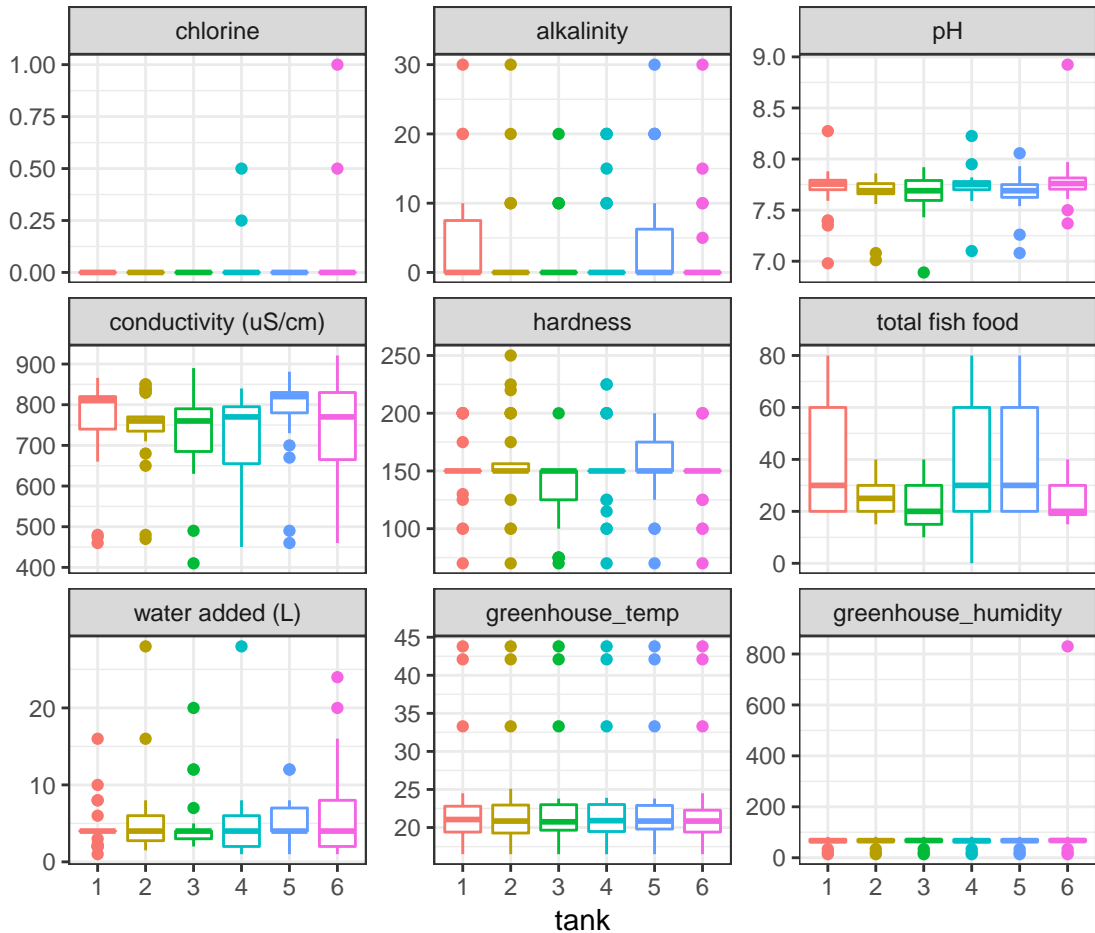 chlorine alkalinity pH
1.00 30 9.0
0.75 8.5
20 8.0
0.50
10 7.5
0.25
0.00 0 7.0
conductivity (uS/cm) hardness total fish food
900 250 80
800 200 60
700
600 150 40
500 100 20
400 0
water added (L) greenhouse_temp greenhouse_humidity
45 800
20 40
35 600
30 400
10 25 200
20
0 0
1 2 3 4 5 6 1 2 3 4 5 6 1 2 3 4 5 6
tank